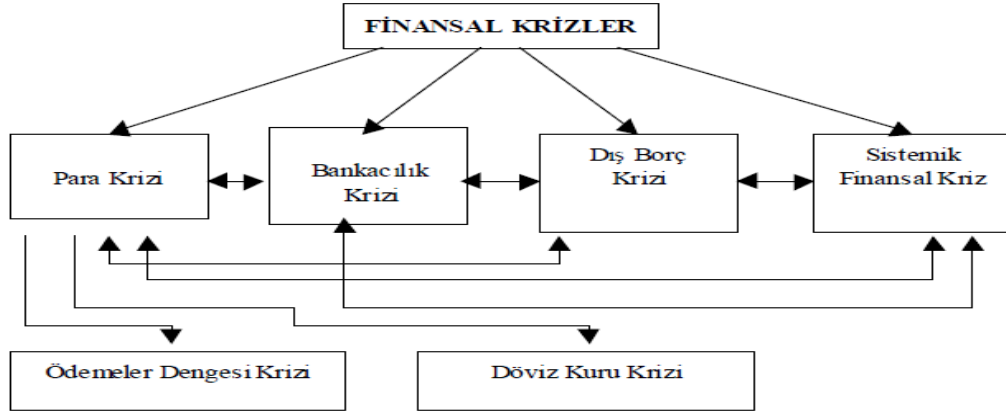 FİNANSAL KRİZLER
Para Krizi
Bankacılık
Krizi
Dış Borç
Krizi
Sistemik
Finansal Kriz
Ödemeler Dengesi Krizi
Döviz Kuru Krizi